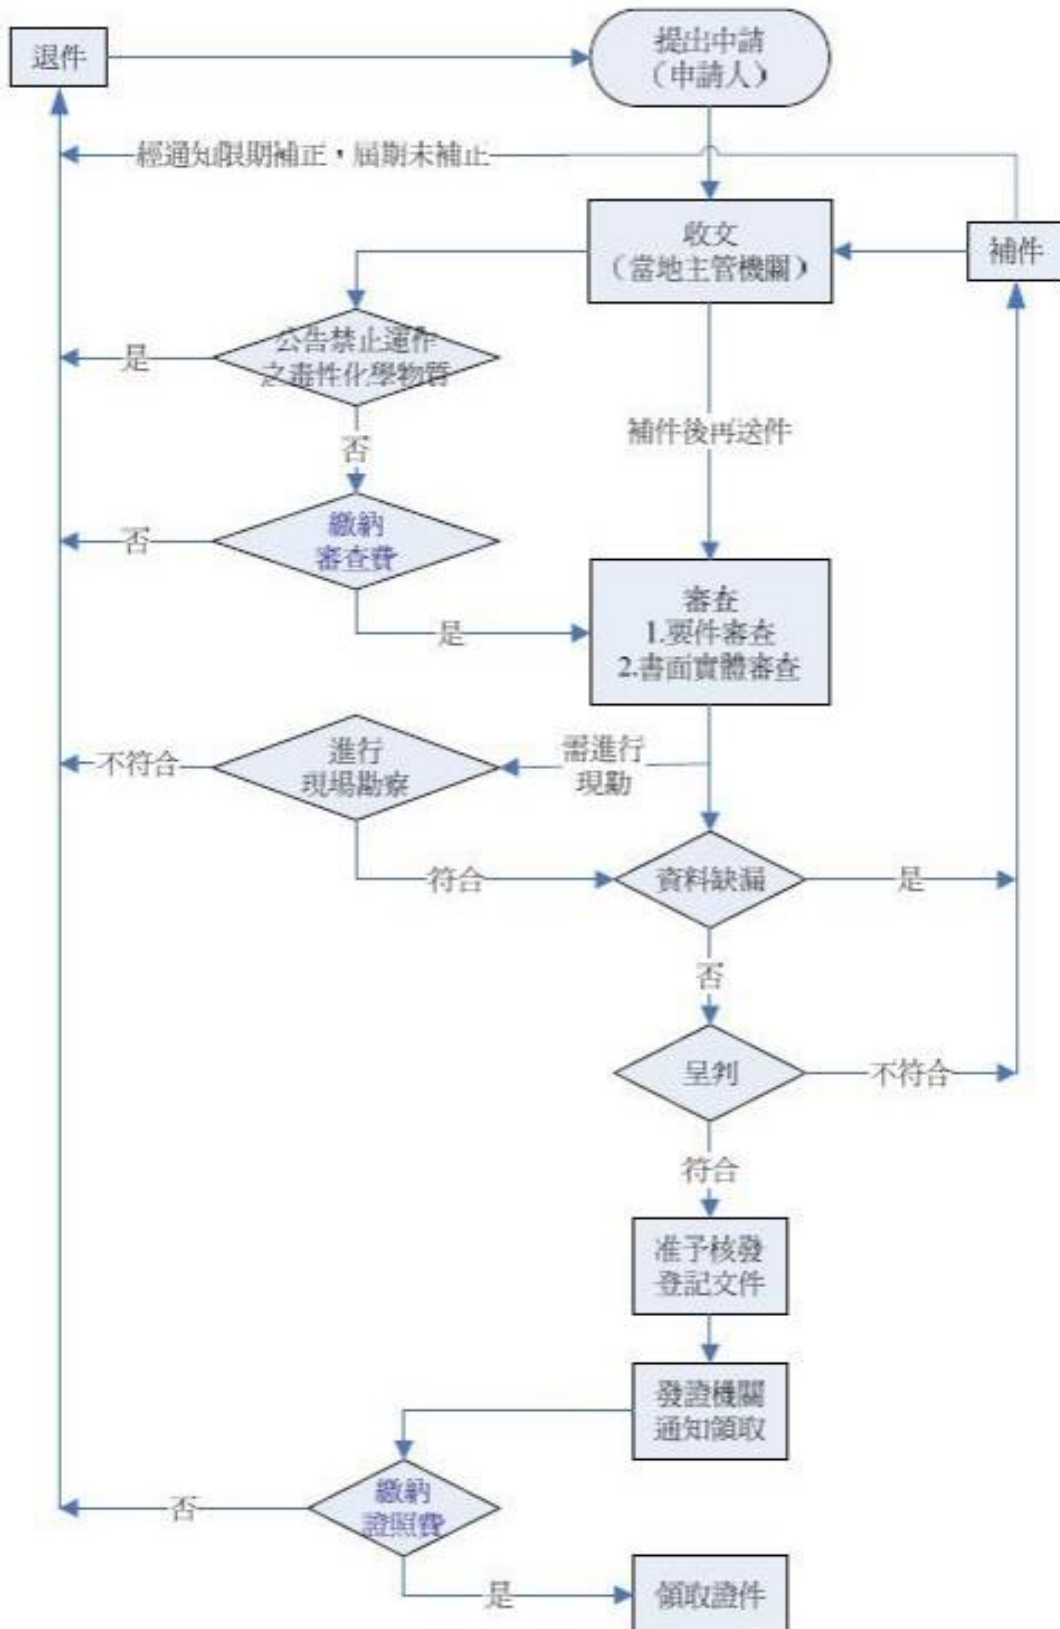 退件
提出申請
（申請人）
經通知限期補正，屆期未補止
收文
（當地主管機關）
補件
公告禁止運作
之毒性化學物質
是
否
補件後再送件
繳納
審查費
否
是
審查
1.要件審查
2.書面實體審查
不符合
進行
現場勘察
需進行
現勘
符合
資料缺漏
是
否
呈判
不符合
符合
准予核發
登記文件
發證機關
通知領取
繳納
證照費
否
是
領取證件